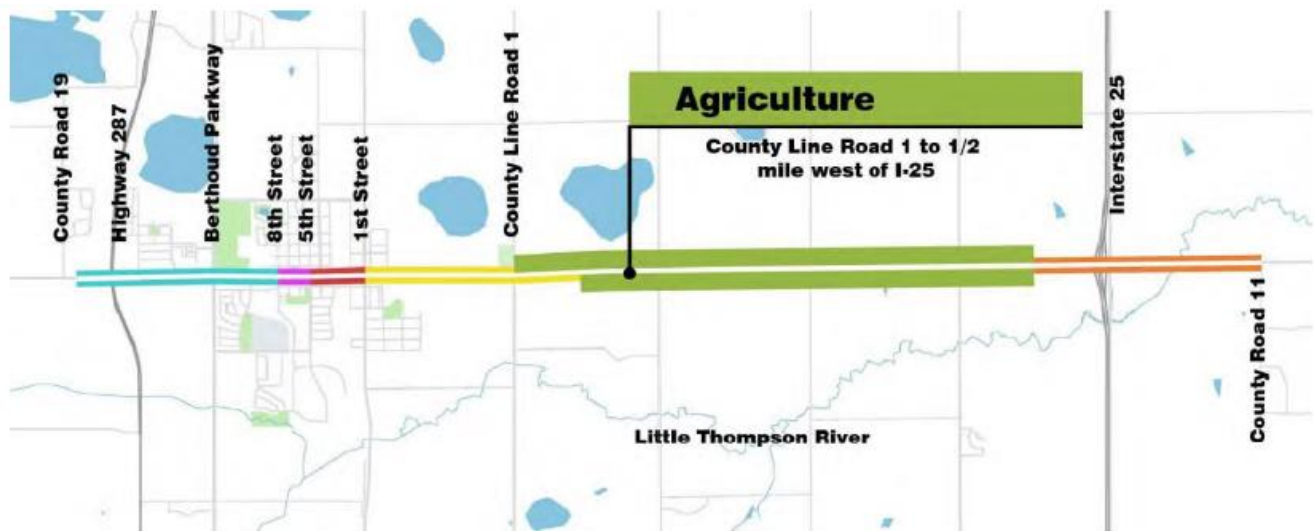 County Road 19
Highway 287
Berthoud Parkway
8th Street
5th Street
1st Street
County Line Road 1
Agriculture
County Line Road 1 to 1/2
mile west of I-25
Interstate 25
County Road 11
Little Thompson River